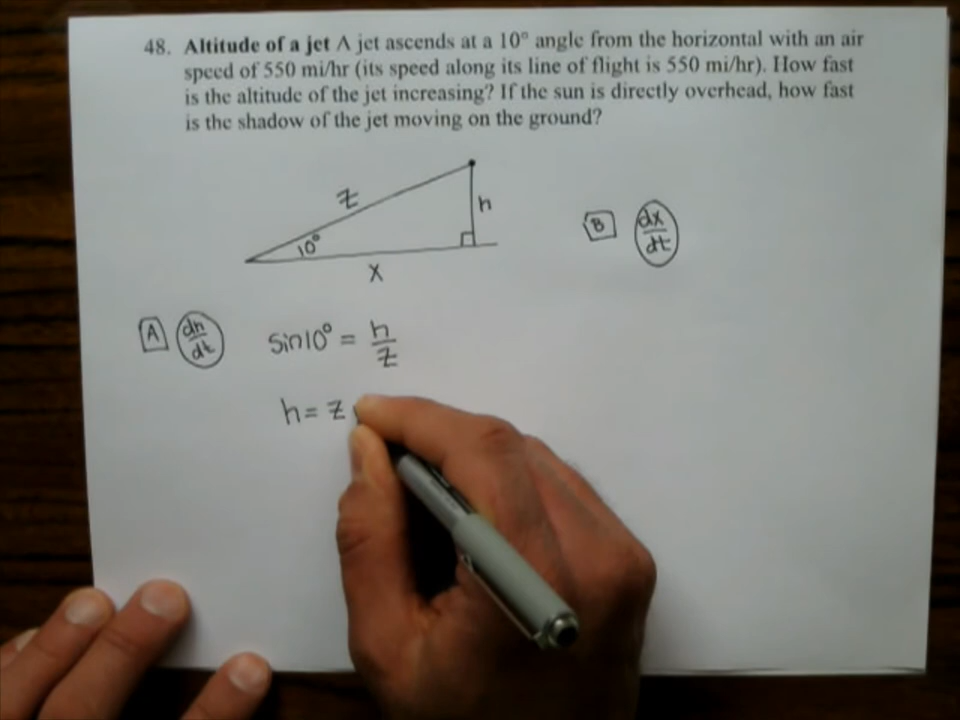 48. Altitude of a jet A jet ascends at a 10° angle from the horizontal with an air
speed of 550 mi/hr (its speed along its line of flight is 550 mi/hr). How fast
is the altitude of the jet increasing? If the sun is directly overhead, how fast
is the shadow of the jet moving on the ground?
z
h
10°
x
B dx/dt
A dh/dt sin10° = h/z
h = z